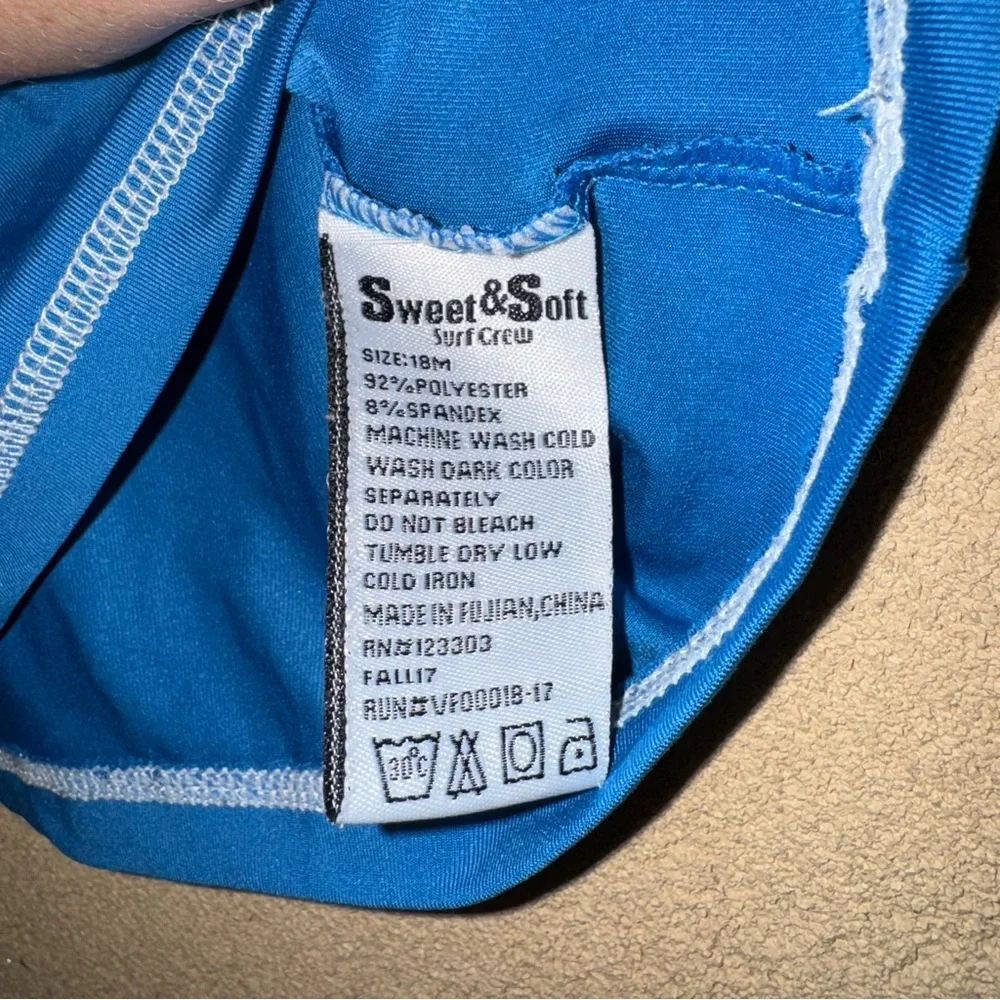 Sweet&Soft
Surf Crew
SIZE:18M
92%POLYESTER
8%SPANDEX
MACHINE WASH COLD
WASH DARK COLOR
SEPARATELY
DO NOT BLEACH
TUMBLE DRY LOW
COLD IRON
MADE IN FUJIAN,CHINA
RN#123303
FALL17
RUN#VF00018-17
30°C